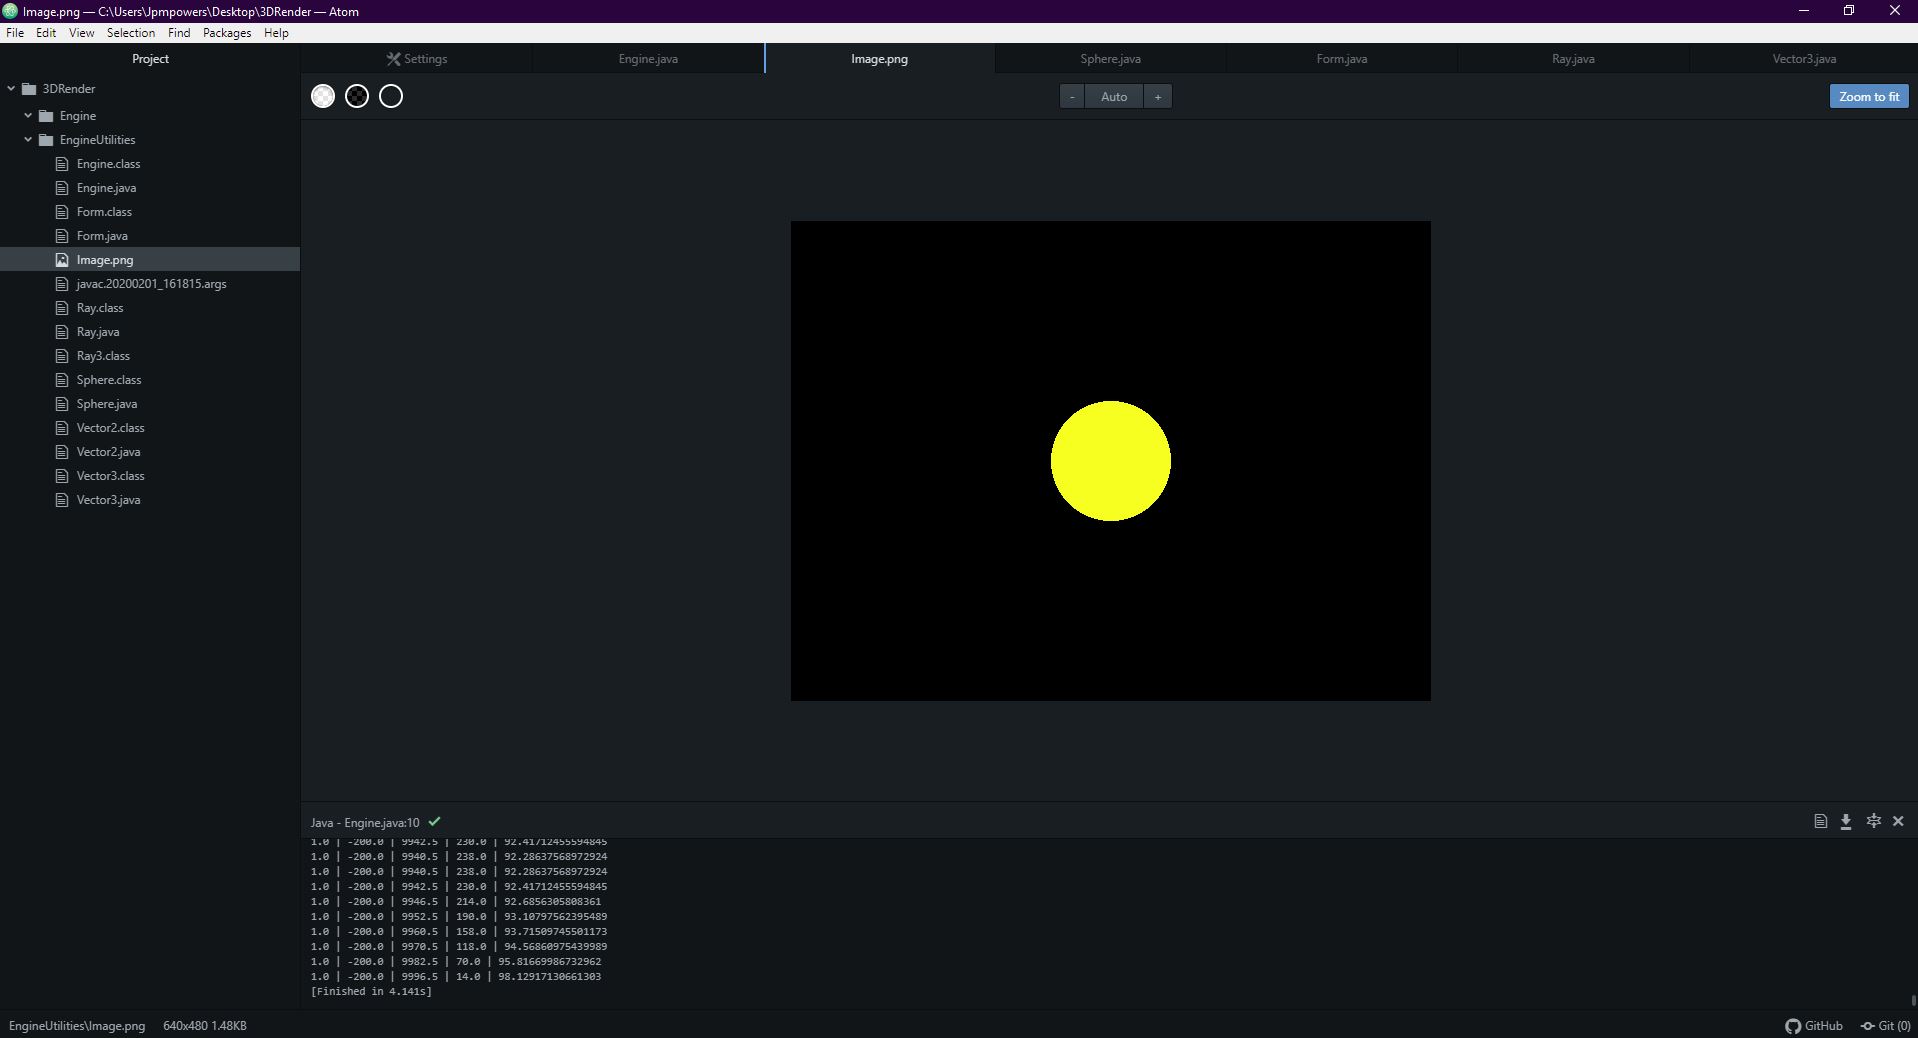 Image.png — C:\Users\Jpmpowers\Desktop\3DRender — Atom
File Edit View Selection Find Packages Help
Project
Settings
Engine.java
Image.png
Sphere.java
Form.java
Ray.java
Vector3.java
- Auto +
Zoom to fit
3DRender
Engine
EngineUtilities
Engine.class
Engine.java
Form.class
Form.java
Image.png
javac.20200201_161815.args
Ray.class
Ray.java
Ray3.class
Sphere.class
Sphere.java
Vector2.class
Vector2.java
Vector3.class
Vector3.java
Java - Engine.java:10
1.0 | -200.0 | 9942.5 | 230.0 | 92.41712455594845
1.0 | -200.0 | 9940.5 | 238.0 | 92.28637568972924
1.0 | -200.0 | 9940.5 | 238.0 | 92.28637568972924
1.0 | -200.0 | 9942.5 | 230.0 | 92.41712455594845
1.0 | -200.0 | 9946.5 | 214.0 | 92.6856305808361
1.0 | -200.0 | 9952.5 | 190.0 | 93.10797562395489
1.0 | -200.0 | 9960.5 | 158.0 | 93.71509745501173
1.0 | -200.0 | 9970.5 | 118.0 | 94.56860975439989
1.0 | -200.0 | 9982.5 | 70.0 | 95.81669986732962
1.0 | -200.0 | 9996.5 | 14.0 | 98.12917130661303
[Finished in 4.141s]
EngineUtilities\Image.png 640x480 1.48KB
GitHub Git (0)